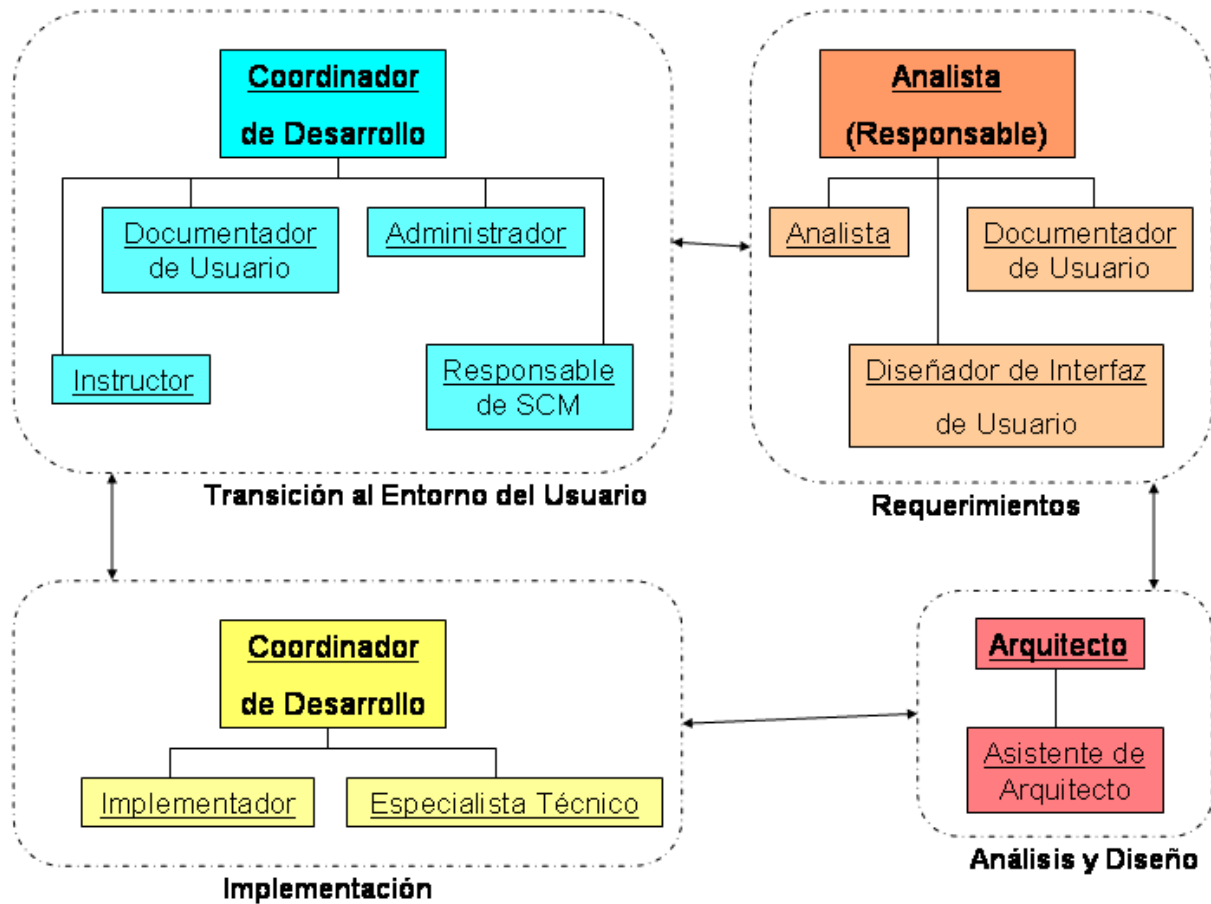 Coordinador
de Desarrollo
Documentador
de Usuario
Administrador
Instructor
Responsable
de SCM
Transición al Entorno del Usuario
Analista
(Responsable)
Analista
Documentador
de Usuario
Diseñador de Interfaz
de Usuario
Requerimientos
Coordinador
de Desarrollo
Implementador
Especialista Técnico
Implementación
Arquitecto
Asistente de
Arquitecto
Análisis y Diseño